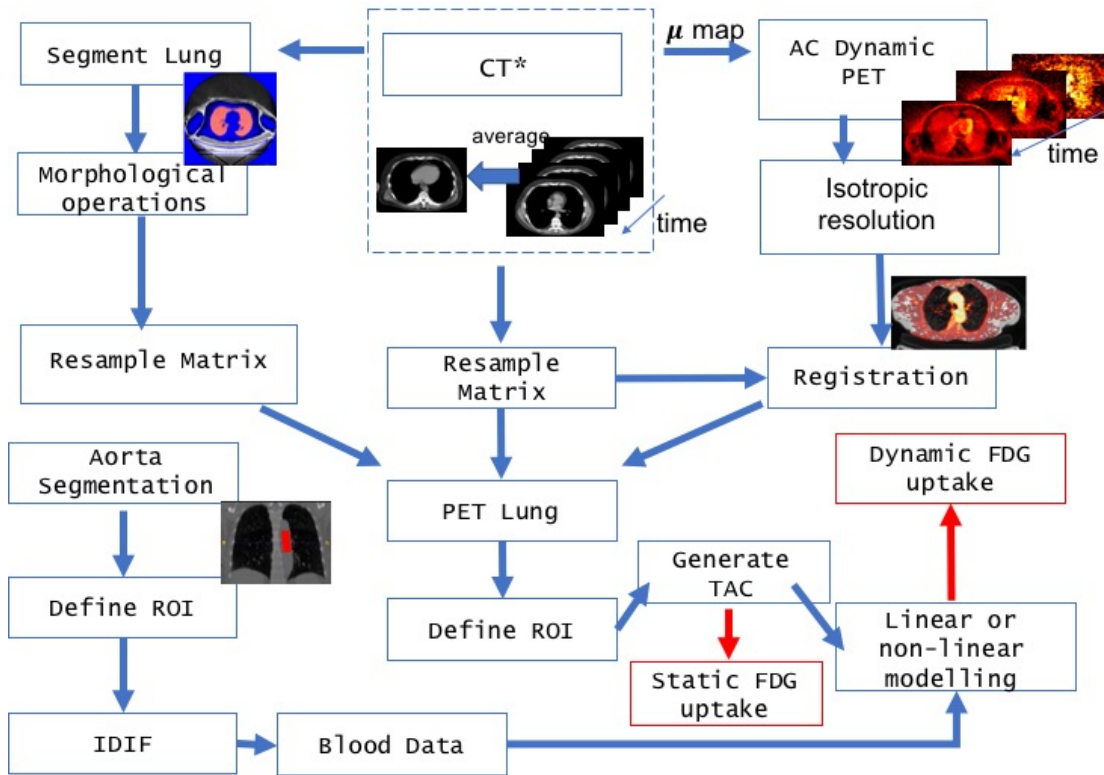 Segment Lung
CT*
μ map
AC Dynamic
PET
average
time
time
Morphological
operations
Isotropic
resolution
Resample Matrix
Resample
Matrix
Registration
Aorta
Segmentation
PET Lung
Dynamic FDG
uptake
Define ROI
Define ROI
Generate
TAC
Linear or
non-linear
modelling
Static FDG
uptake
IDIF
Blood Data